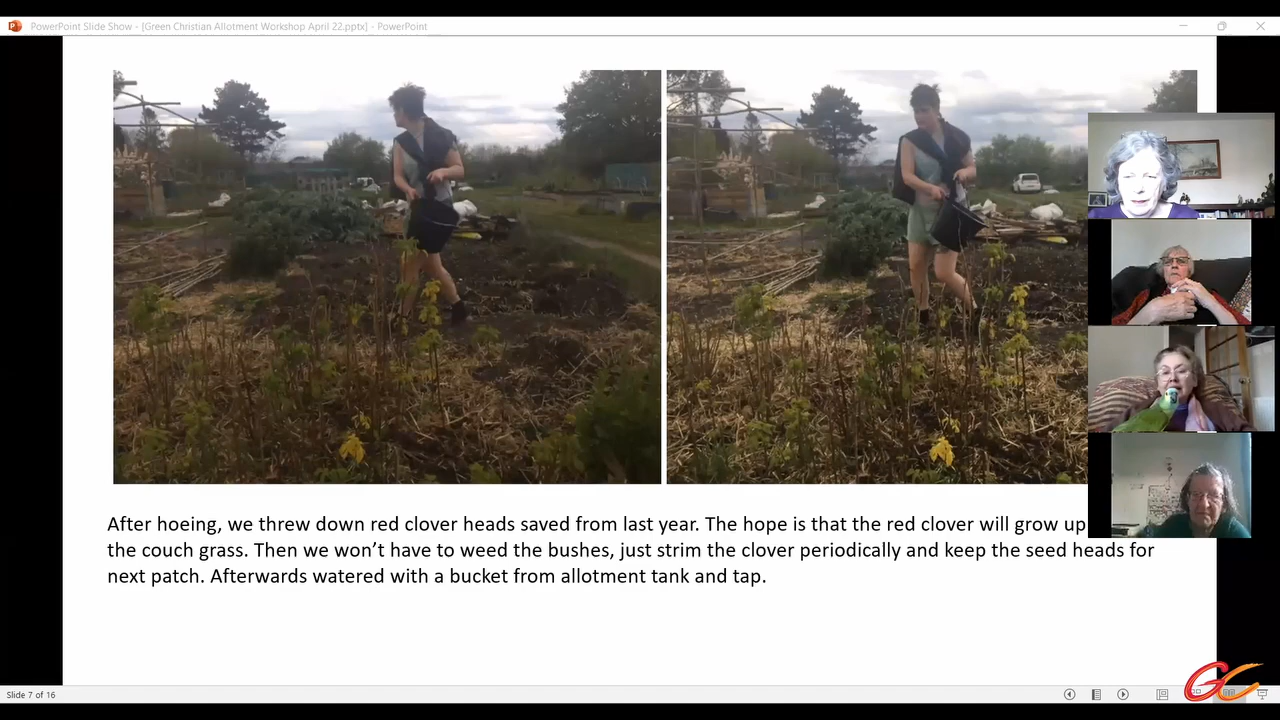 PowerPoint Slide Show - [Green Christian Allotment Workshop April 22.pptx] - PowerPoint
After hoeing, we threw down red clover heads saved from last year. The hope is that the red clover will grow up
the couch grass. Then we won't have to weed the bushes, just strim the clover periodically and keep the seed heads for
next patch. Afterwards watered with a bucket from allotment tank and tap.
Slide 7 of 16
GC